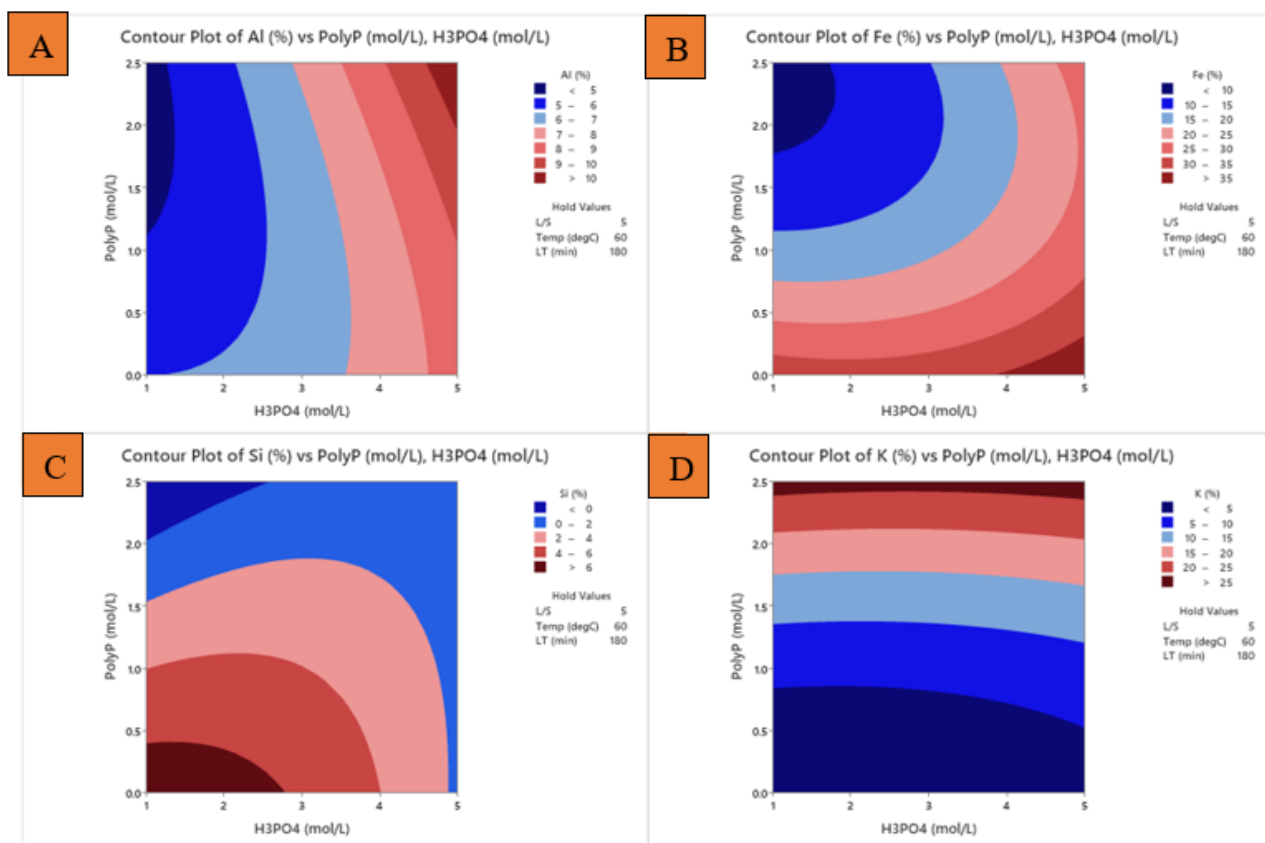 A
Contour Plot of Al (%) vs PolyP (mol/L), H3PO4 (mol/L)
2.5
2.0
1.5
1.0
0.5
0.0
PolyP (mol/L)
1 2 3 4 5
H3PO4 (mol/L)
Al (%)
< 5
5 – 6
6 – 7
7 – 8
8 – 9
9 – 10
> 10
Hold Values
L/S 5
Temp (degC) 60
LT (min) 180
B
Contour Plot of Fe (%) vs PolyP (mol/L), H3PO4 (mol/L)
2.5
2.0
1.5
1.0
0.5
0.0
PolyP (mol/L)
1 2 3 4 5
H3PO4 (mol/L)
Fe (%)
< 10
10 – 15
15 – 20
20 – 25
25 – 30
30 – 35
> 35
Hold Values
L/S 5
Temp (degC) 60
LT (min) 180
C
Contour Plot of Si (%) vs PolyP (mol/L), H3PO4 (mol/L)
2.5
2.0
1.5
1.0
0.5
0.0
PolyP (mol/L)
1 2 3 4 5
H3PO4 (mol/L)
Si (%)
< 0
0 – 2
2 – 4
4 – 6
> 6
Hold Values
L/S 5
Temp (degC) 60
LT (min) 180
D
Contour Plot of K (%) vs PolyP (mol/L), H3PO4 (mol/L)
2.5
2.0
1.5
1.0
0.5
0.0
PolyP (mol/L)
1 2 3 4 5
H3PO4 (mol/L)
K (%)
< 5
5 – 10
10 – 15
15 – 20
20 – 25
> 25
Hold Values
L/S 5
Temp (degC) 60
LT (min) 180